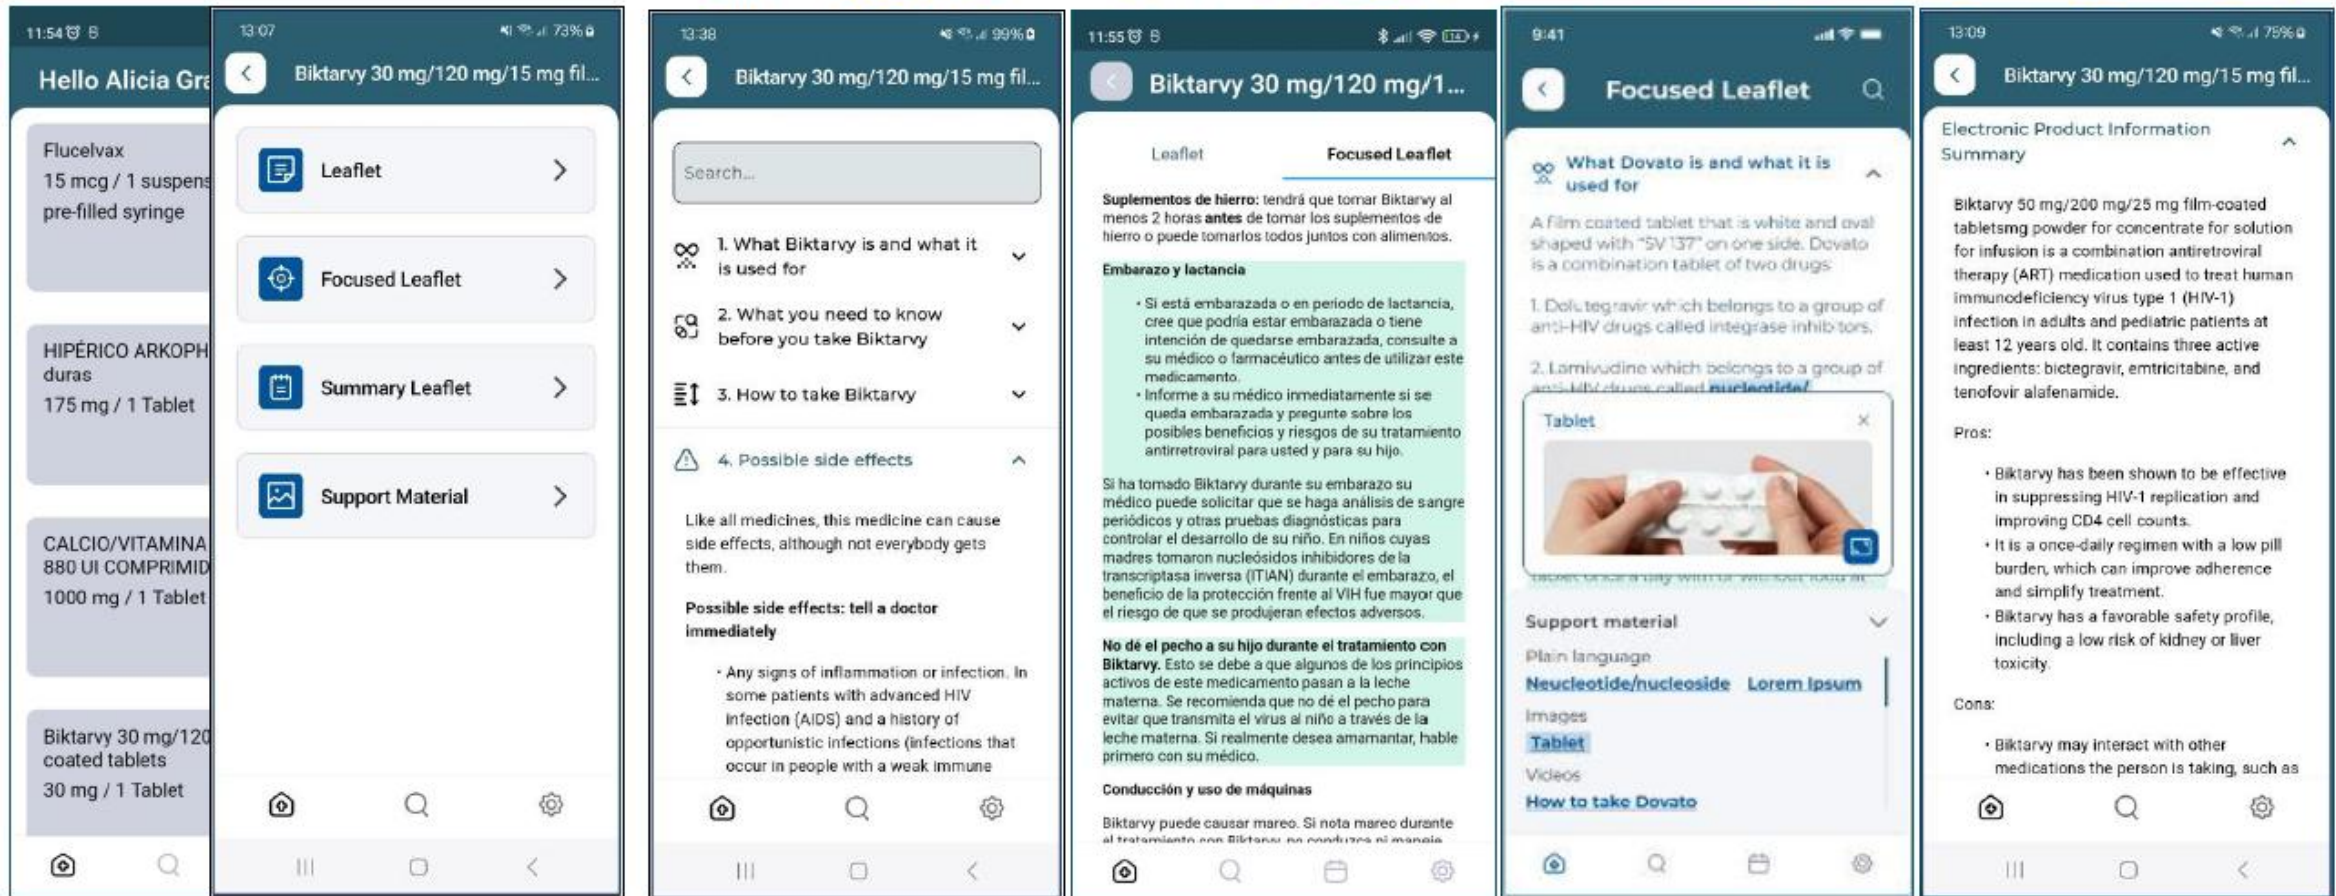 11:54
Hello Alicia Gra
Flucelvax
15 mcg / 1 suspens
pre-filled syringe
HIPÉRICO ARKOPH
duras
175 mg / 1 Tablet
CALCIO/VITAMINA
880 UI COMPRIMID
1000 mg / 1 Tablet
Biktarvy 30 mg/120
coated tablets
30 mg / 1 Tablet
13:07
73%
Biktarvy 30 mg/120 mg/15 mg fil...
Leaflet
Focused Leaflet
Summary Leaflet
Support Material
13:38
99%
Biktarvy 30 mg/120 mg/15 mg fil...
Search...
1. What Biktarvy is and what it
is used for
2. What you need to know
before you take Biktarvy
3. How to take Biktarvy
4. Possible side effects
Like all medicines, this medicine can cause
side effects, although not everybody gets
them.
Possible side effects: tell a doctor
immediately
• Any signs of inflammation or infection. In
some patients with advanced HIV
infection (AIDS) and a history of
opportunistic infections (infections that
occur in people with a weak immune
11:55
Biktarvy 30 mg/120 mg/1...
Leaflet
Focused Leaflet
Suplementos de hierro: tendrá que tomar Biktarvy al
menos 2 horas antes de tomar los suplementos de
hierro o puede tomarlos todos juntos con alimentos.
Embarazo y lactancia
• Si está embarazada o en periodo de lactancia,
cree que podría estar embarazada o tiene
intención de quedarse embarazada, consulte a
su médico o farmacéutico antes de utilizar este
medicamento.
• Informe a su médico inmediatamente si se
queda embarazada y pregunte sobre los
posibles beneficios y riesgos de su tratamiento
antirretroviral para usted y para su hijo.
Si ha tomado Biktarvy durante su embarazo su
médico puede solicitar que se haga análisis de sangre
periódicos y otras pruebas diagnósticas para
controlar el desarrollo de su niño. En niños cuyas
madres tomaron nucleósidos inhibidores de la
transcriptasa inversa (ITIAN) durante el embarazo, el
beneficio de la protección frente al VIH fue mayor que
el riesgo de que se produjeran efectos adversos.
No dé el pecho a su hijo durante el tratamiento con
Biktarvy. Esto se debe a que algunos de los principios
activos de este medicamento pasan a la leche
materna. Se recomienda que no dé el pecho para
evitar que transmita el virus al niño a través de la
leche materna. Si realmente desea amamantar, hable
primero con su médico.
Conducción y uso de máquinas
Biktarvy puede causar mareo. Si nota mareo durante
el tratamiento con Biktarvy, no conduzca ni maneje
9:41
Focused Leaflet
What Dovato is and what it is
used for
A film coated tablet that is white and oval
shaped with "SV 137" on one side. Dovato
is a combination tablet of two drugs
1. Dolutegravir which belongs to a group of
anti-HIV drugs called integrase inhibitors.
2. Lamivudine which belongs to a group of
anti-HIV drugs called nucleotide/
Tablet
tablet once a day with or without food at
Support material
Plain language
Neucleotide/nucleoside Lorem Ipsum
Images
Tablet
Videos
How to take Dovato
13:09
75%
Biktarvy 30 mg/120 mg/15 mg fil...
Electronic Product Information
Summary
Biktarvy 50 mg/200 mg/25 mg film-coated
tabletsmg powder for concentrate for solution
for infusion is a combination antiretroviral
therapy (ART) medication used to treat human
immunodeficiency virus type 1 (HIV-1)
infection in adults and pediatric patients at
least 12 years old. It contains three active
ingredients: bictegravir, emtricitabine, and
tenofovir alafenamide.
Pros:
• Biktarvy has been shown to be effective
in suppressing HIV-1 replication and
improving CD4 cell counts.
• It is a once-daily regimen with a low pill
burden, which can improve adherence
and simplify treatment.
• Biktarvy has a favorable safety profile,
including a low risk of kidney or liver
toxicity.
Cons:
• Biktarvy may interact with other
medications the person is taking, such as